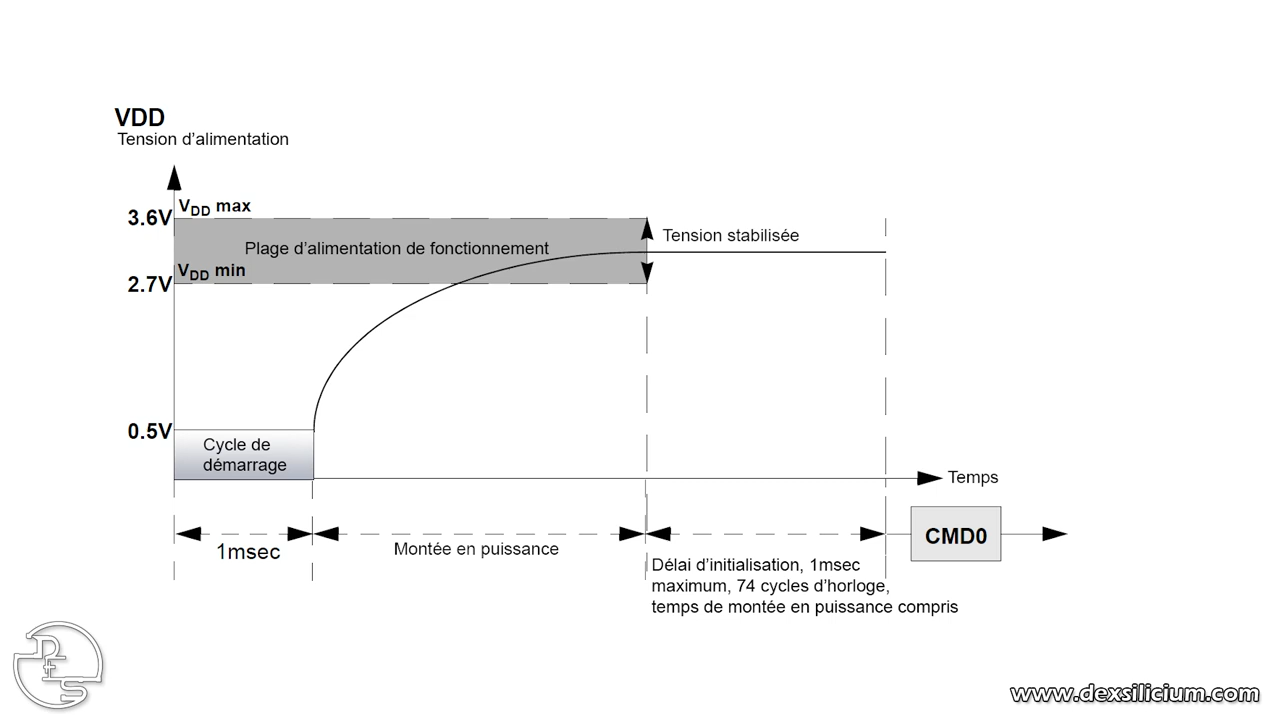 VDD
Tension d'alimentation
VDD max
3.6V
Tension stabilisée
Plage d'alimentation de fonctionnement
VDD min
2.7V
0.5V
Cycle de
démarrage
Temps
CMD0
1msec
Montée en puissance
Délai d'initialisation, 1msec
maximum, 74 cycles d'horloge,
temps de montée en puissance compris
D+S
www.dexsilicium.com